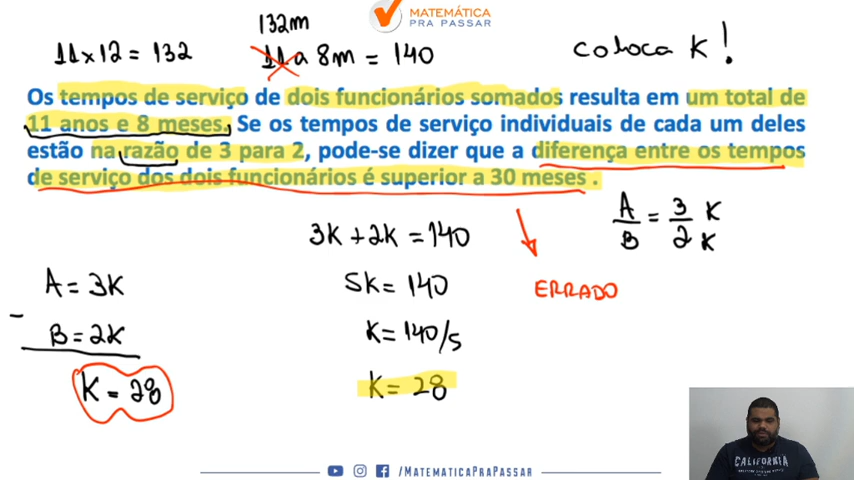 MATEMÁTICA
PRA PASSAR
132m
11x12 = 132
11 a 8m = 140
coloca K!
Os tempos de serviço de dois funcionários somados resulta em um total de
11 anos e 8 meses. Se os tempos de serviço individuais de cada um deles
estão na razão de 3 para 2, pode-se dizer que a diferença entre os tempos
de serviço dos dois funcionários é superior a 30 meses .
A/B = 3/2 K
K
3K + 2K = 140
A = 3K
5K = 140
ERRADO
- B = 2K
K = 140/5
K = 28
K = 28
CALIFORNIA
/MATEMATICAPRAPASSAR